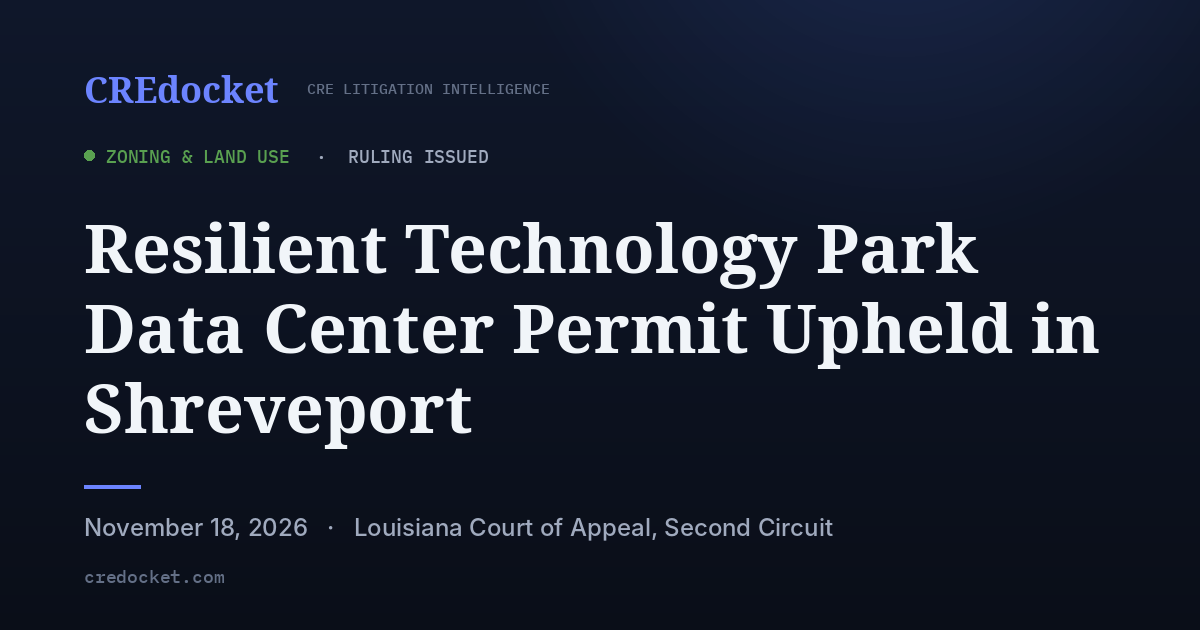 CREdocket CRE LITIGATION INTELLIGENCE
ZONING & LAND USE · RULING ISSUED
Resilient Technology Park
Data Center Permit Upheld in
Shreveport
November 18, 2026 · Louisiana Court of Appeal, Second Circuit
credocket.com